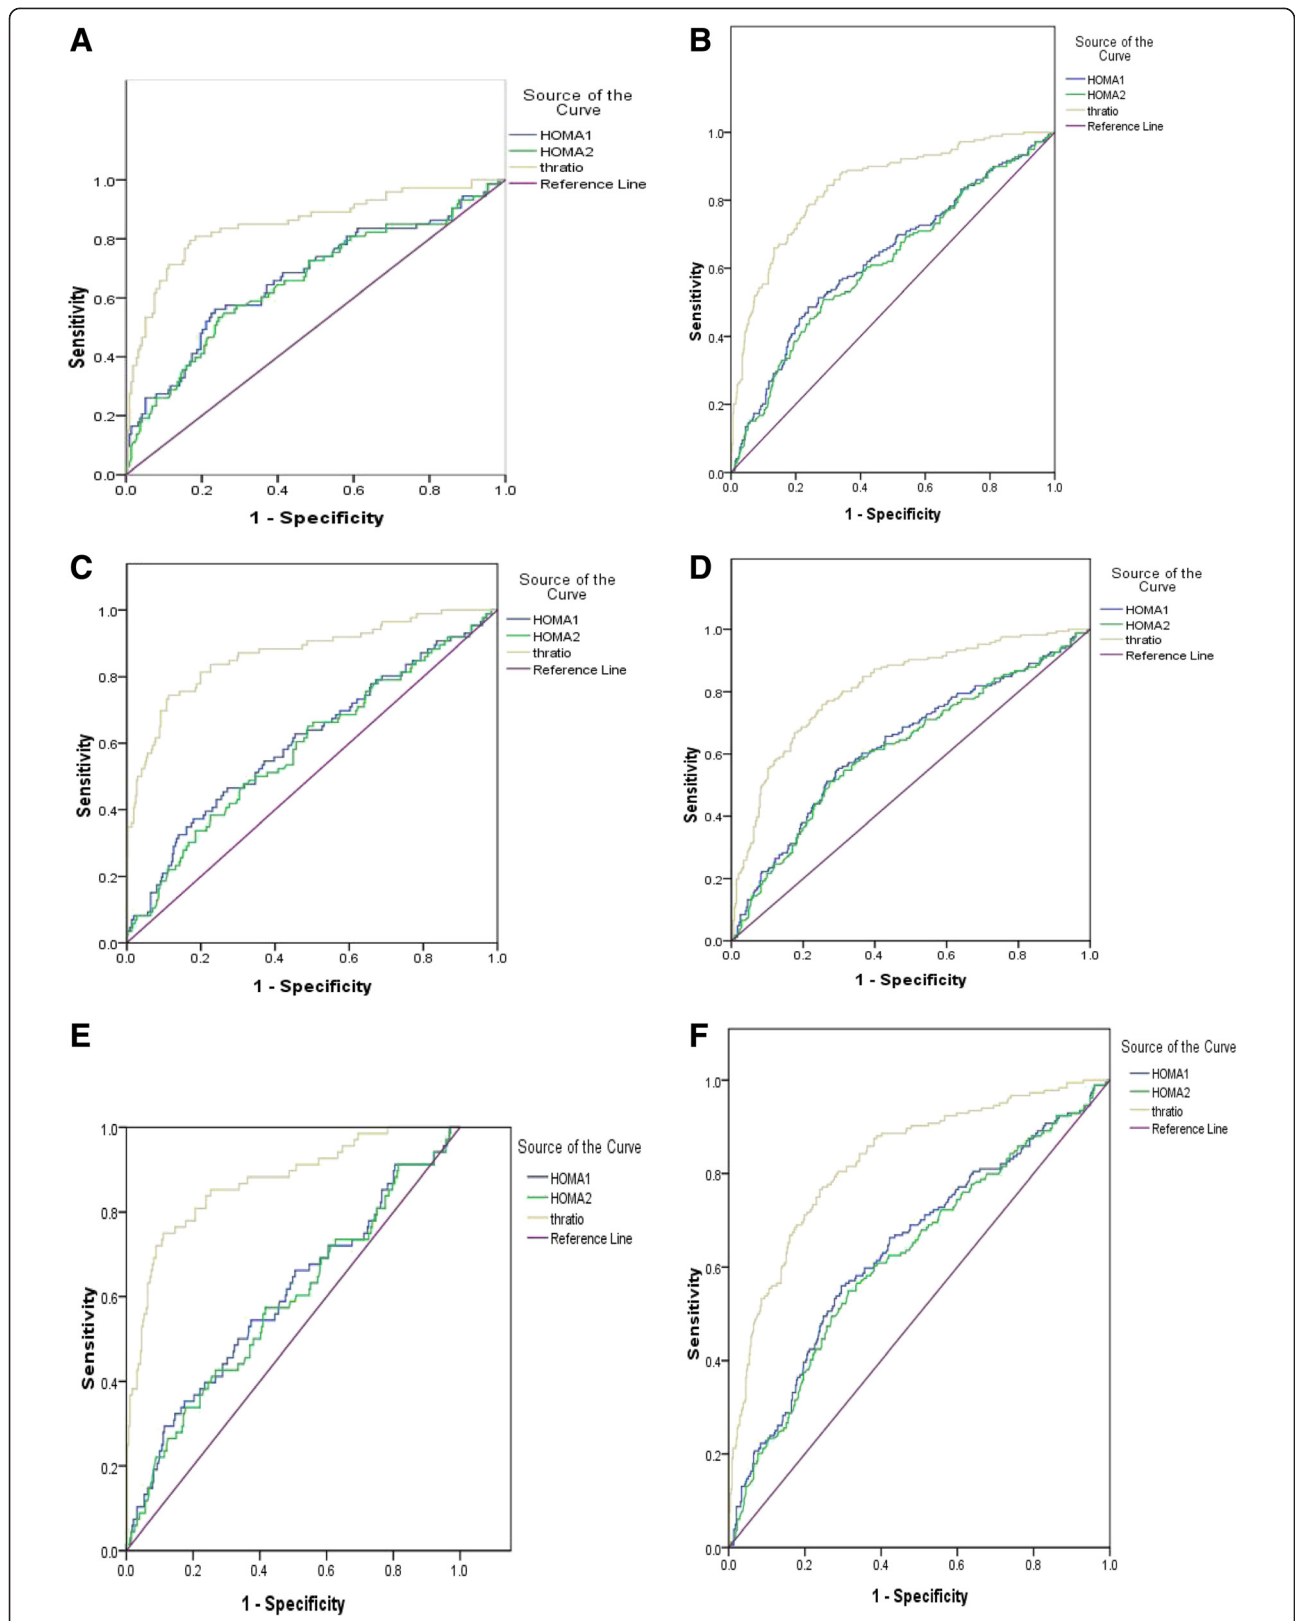 A
Source of the
Curve
HOMA1
HOMA2
thratio
Reference Line
1.0
0.8
0.6
0.4
0.2
0.0
Sensitivity
0.0 0.2 0.4 0.6 0.8 1.0
1 - Specificity
B
Source of the
Curve
HOMA1
HOMA2
thratio
Reference Line
1.0
0.8
0.6
0.4
0.2
0.0
Sensitivity
0.0 0.2 0.4 0.6 0.8 1.0
1 - Specificity
C
Source of the
Curve
HOMA1
HOMA2
thratio
Reference Line
1.0
0.8
0.6
0.4
0.2
0.0
Sensitivity
0.0 0.2 0.4 0.6 0.8 1.0
1 - Specificity
D
Source of the
Curve
HOMA1
HOMA2
thratio
Reference Line
1.0
0.8
0.6
0.4
0.2
0.0
Sensitivity
0.0 0.2 0.4 0.6 0.8 1.0
1 - Specificity
E
Source of the Curve
HOMA1
HOMA2
thratio
Reference Line
1.0
0.8
0.6
0.4
0.2
0.0
Sensitivity
0.0 0.2 0.4 0.6 0.8 1.0
1 - Specificity
F
Source of the Curve
HOMA1
HOMA2
thratio
Reference Line
1.0
0.8
0.6
0.4
0.2
0.0
Sensitivity
0.0 0.2 0.4 0.6 0.8 1.0
1 - Specificity